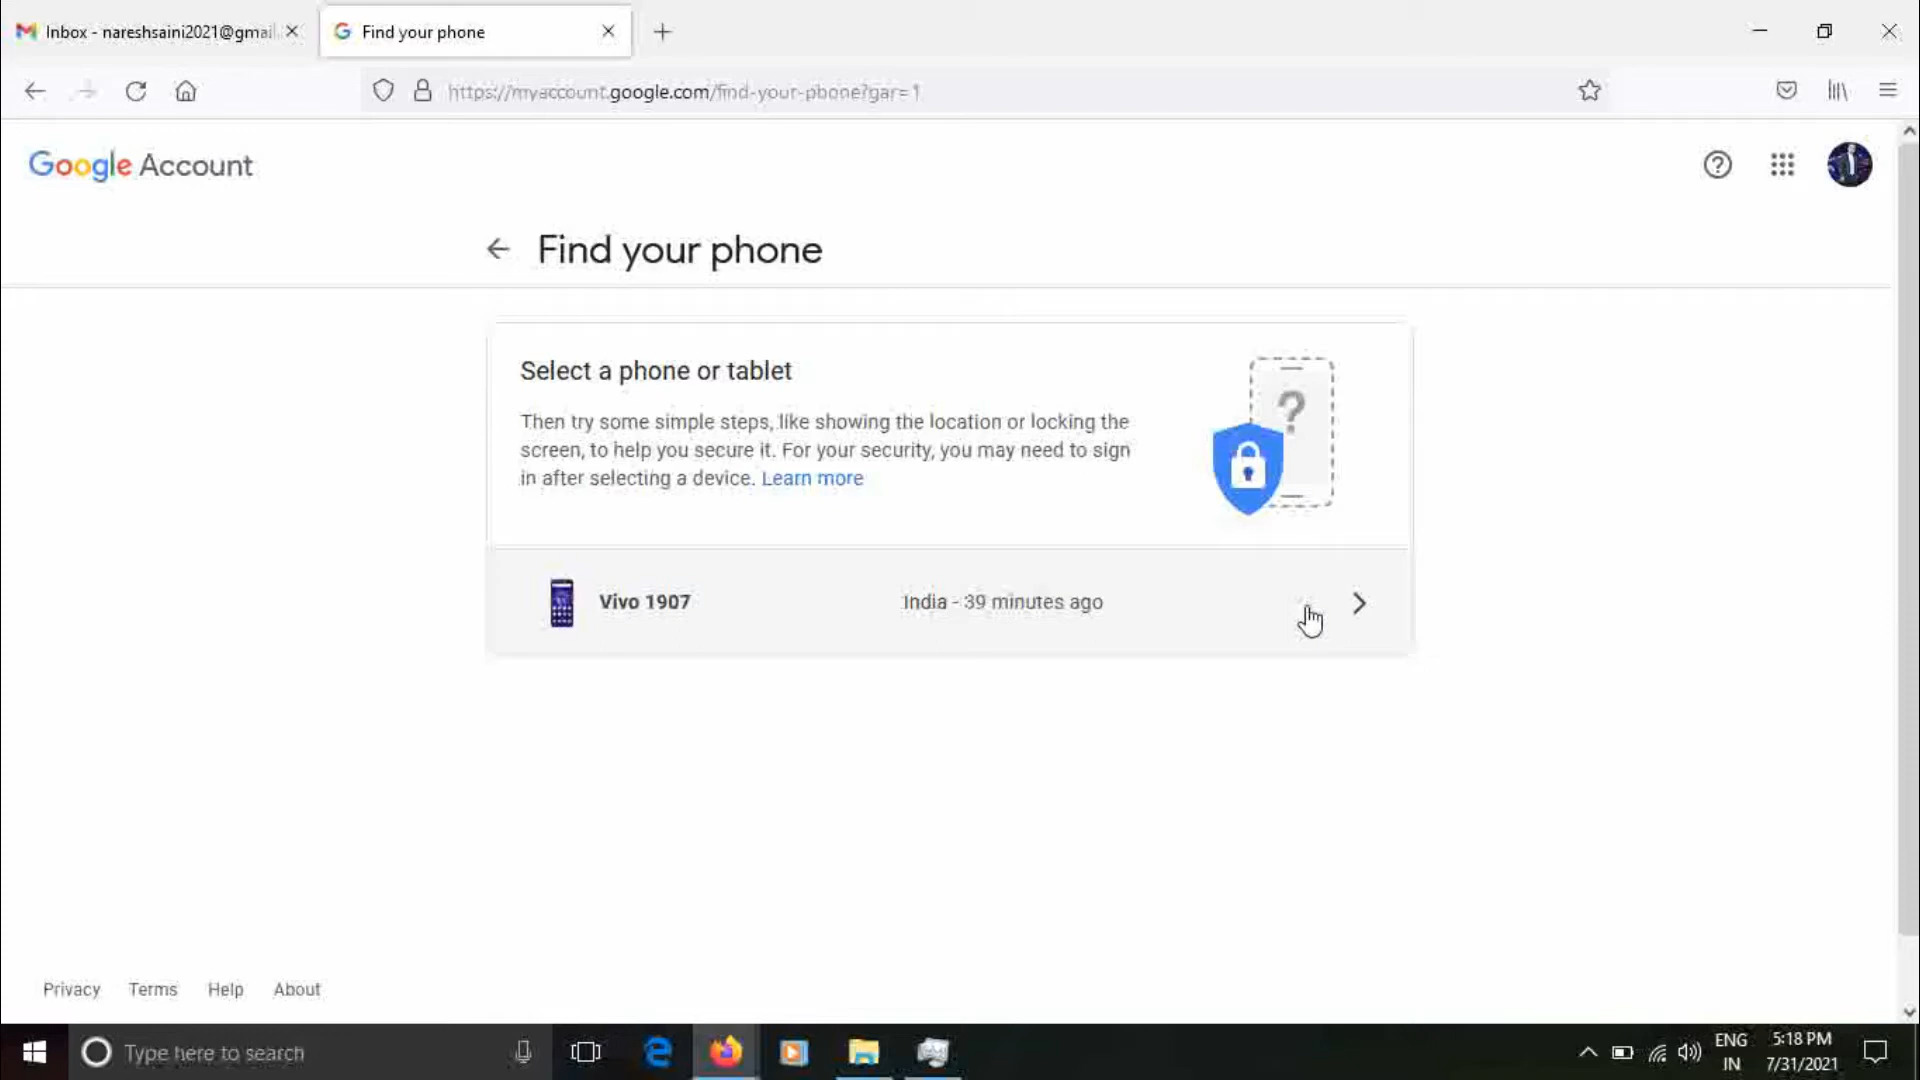 Inbox - nareshsaini2021@gmai
Find your phone
https://myaccount.google.com/find-your-phone?gar=1
Google Account
Find your phone
Select a phone or tablet
Then try some simple steps, like showing the location or locking the
screen, to help you secure it. For your security, you may need to sign
in after selecting a device. Learn more
Vivo 1907
India - 39 minutes ago
Privacy
Terms
Help
About
Type here to search
ENG
IN
5:18 PM
7/31/2021